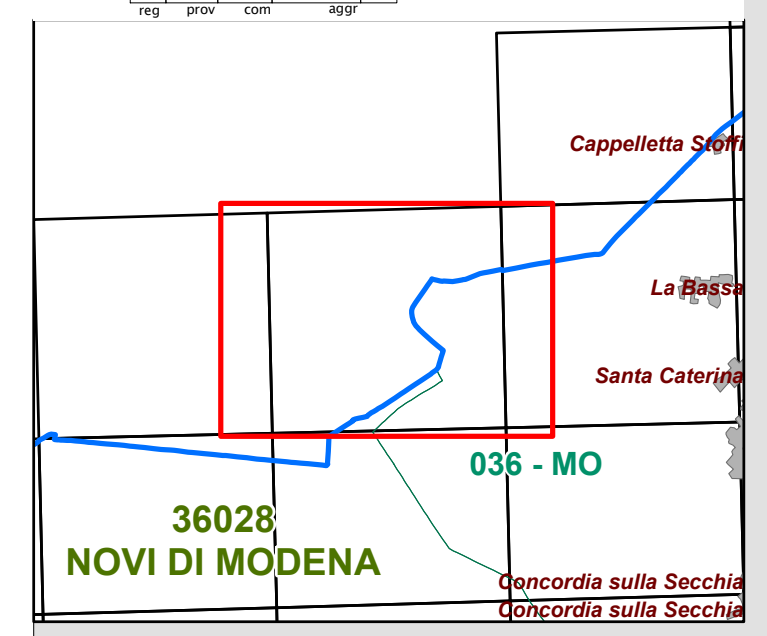 reg prov com aggr
Cappelletta Stoffi
La Bassa
Santa Caterina
036 - MO
36028
NOVI DI MODENA
Concordia sulla Secchia
Concordia sulla Secchia